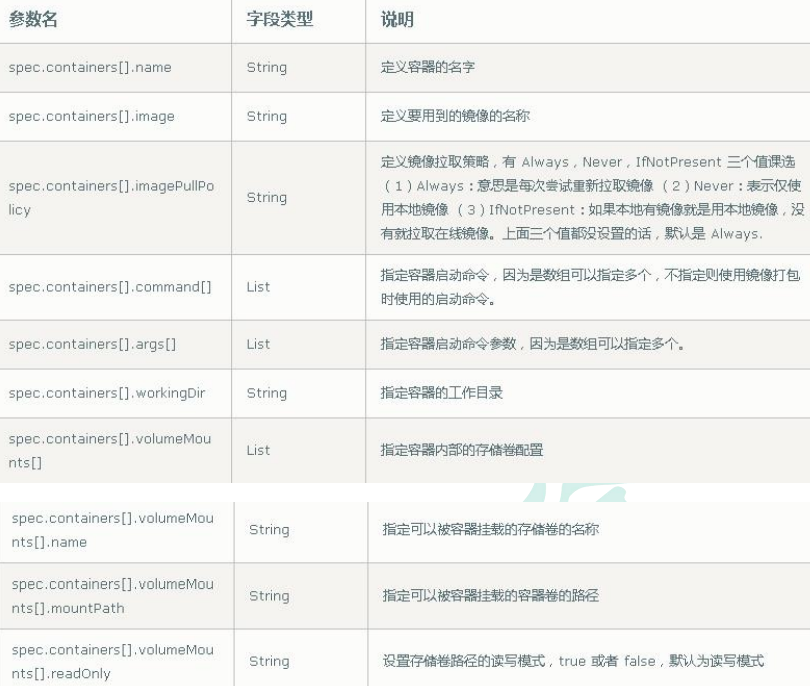 参数名 字段类型 说明
spec.containers[].name String 定义容器的名字
spec.containers[].image String 定义要用到的镜像的名称
spec.containers[].imagePullPo
licy
String
定义镜像拉取策略，有 Always，Never，IfNotPresent 三个值课选
（1）Always：意思是每次尝试重新拉取镜像 （2）Never：表示仅使
用本地镜像 （3）IfNotPresent：如果本地有镜像就是用本地镜像，没
有就拉取在线镜像。上面三个值都没设置的话，默认是 Always.
spec.containers[].command[] List
指定容器启动命令，因为是数组可以指定多个，不指定则使用镜像打包
时使用的启动命令。
spec.containers[].args[] List 指定容器启动命令参数，因为是数组可以指定多个。
spec.containers[].workingDir String 指定容器的工作目录
spec.containers[].volumeMou
nts[]
List 指定容器内部的存储卷配置
spec.containers[].volumeMou
nts[].name
String 指定可以被容器挂载的存储卷的名称
spec.containers[].volumeMou
nts[].mountPath
String 指定可以被容器挂载的容器卷的路径
spec.containers[].volumeMou
nts[].readOnly
String 设置存储卷路径的读写模式，true 或者 false，默认为读写模式